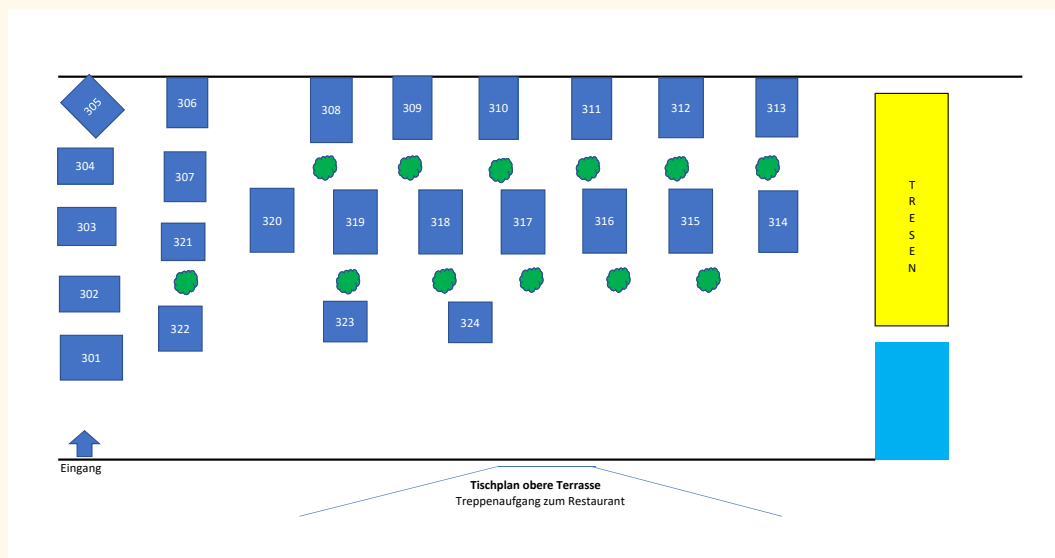 305
306
308
309
310
311
312
313
304
307
303
321
320
319
318
317
316
315
314
T
R
E
S
E
N
302
322
323
324
301
Eingang
Tischplan obere Terrasse
Treppenaufgang zum Restaurant